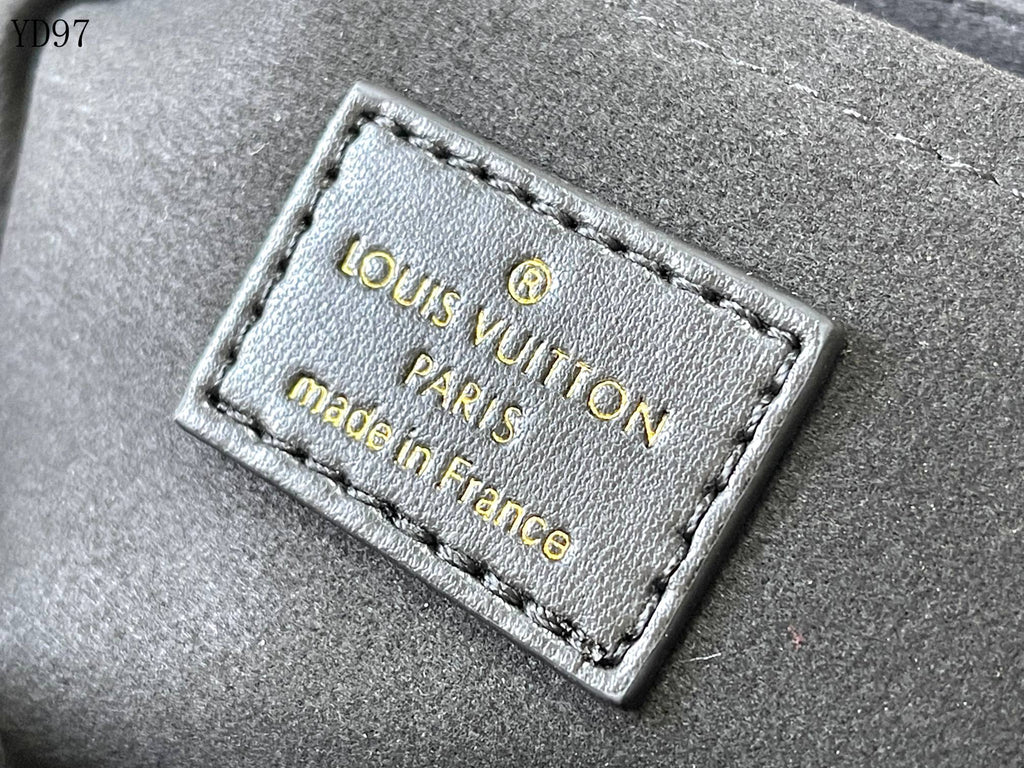 YD97
®
LOUIS VUITTON
PARIS
made in France